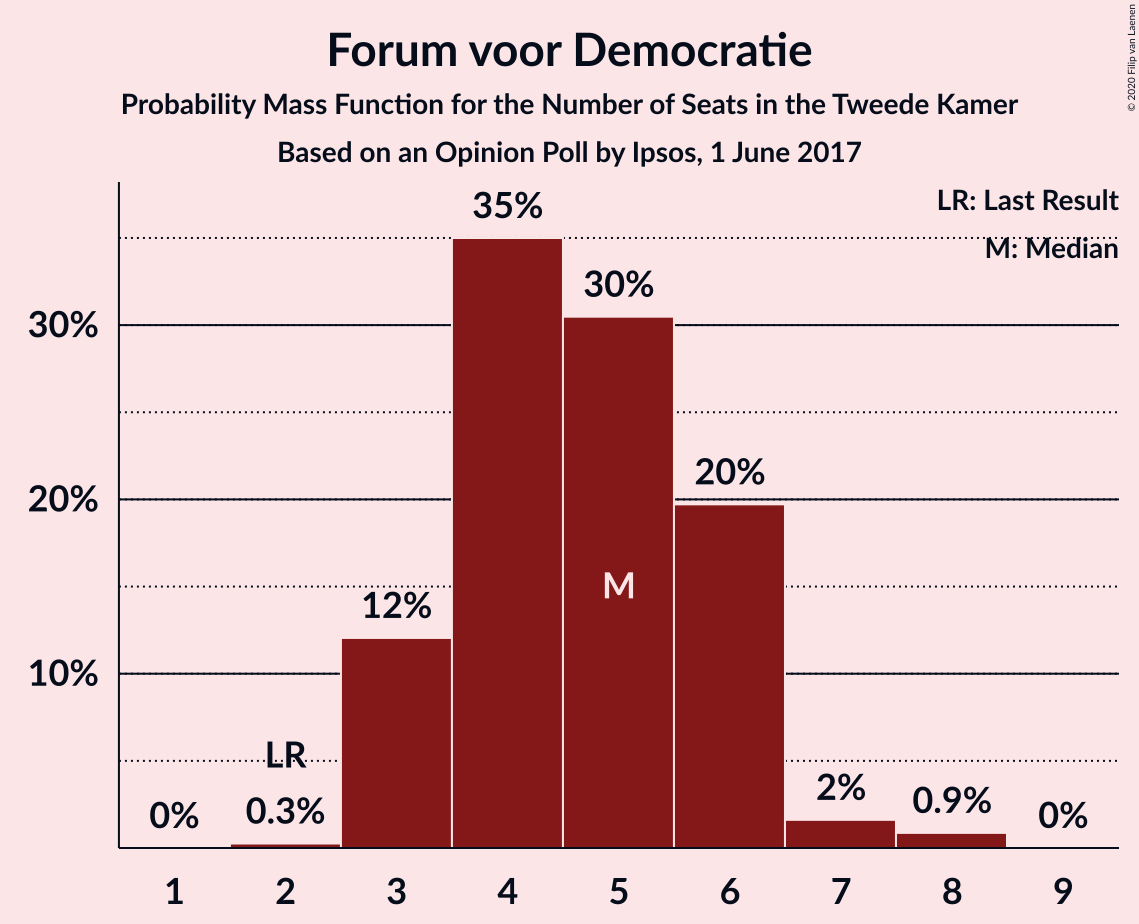 Forum voor Democratie
Probability Mass Function for the Number of Seats in the Tweede Kamer
Based on an Opinion Poll by Ipsos, 1 June 2017
© 2020 Filip van Laenen
LR: Last Result
M: Median
35%
30%
30%
20%
20%
M
12%
10%
LR
0% 0.3% 2% 0.9% 0%
1 2 3 4 5 6 7 8 9